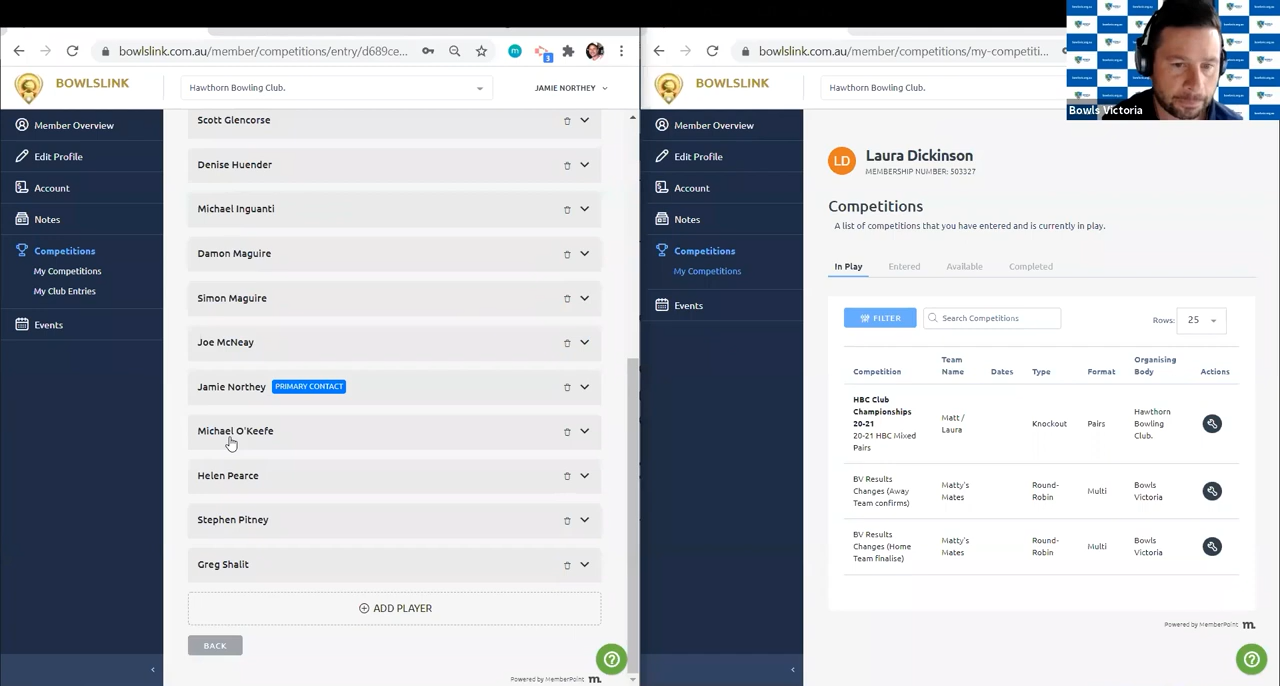 bowlslink.com.au/member/competitions/entry/d689ce...
3
BOWLSLINK
Hawthorn Bowling Club.
JAMIE NORTHEY
Member Overview
Edit Profile
Account
Notes
Competitions
My Competitions
My Club Entries
Events
Scott Glencorse
Denise Huender
Michael Inguanti
Damon Maguire
Simon Maguire
Joe McNeay
Jamie Northey PRIMARY CONTACT
Michael O'Keefe
Helen Pearce
Stephen Pitney
Greg Shalit
ADD PLAYER
BACK
Powered by MemberPoint m.
bowlslink.com.au/member/competitions/my-competiti...
BOWLSLINK
Hawthorn Bowling Club.
Bowls Victoria
Member Overview
Edit Profile
Account
Notes
Competitions
My Competitions
Events
LD
Laura Dickinson
MEMBERSHIP NUMBER: 503327
Competitions
A list of competitions that you have entered and is currently in play.
In Play Entered Available Completed
FILTER
Search Competitions
Rows: 25
Team Organising
Competition Name Dates Type Format Body Actions
HBC Club
Championships
20-21
20-21 HBC Mixed
Pairs
Matt /
Laura
Knockout
Pairs
Hawthorn
Bowling
Club.
BV Results
Changes (Away
Team confirms)
Matty's
Mates
Round-
Robin
Multi
Bowls
Victoria
BV Results
Changes (Home
Team finalise)
Matty's
Mates
Round-
Robin
Multi
Bowls
Victoria
Powered by MemberPoint m.